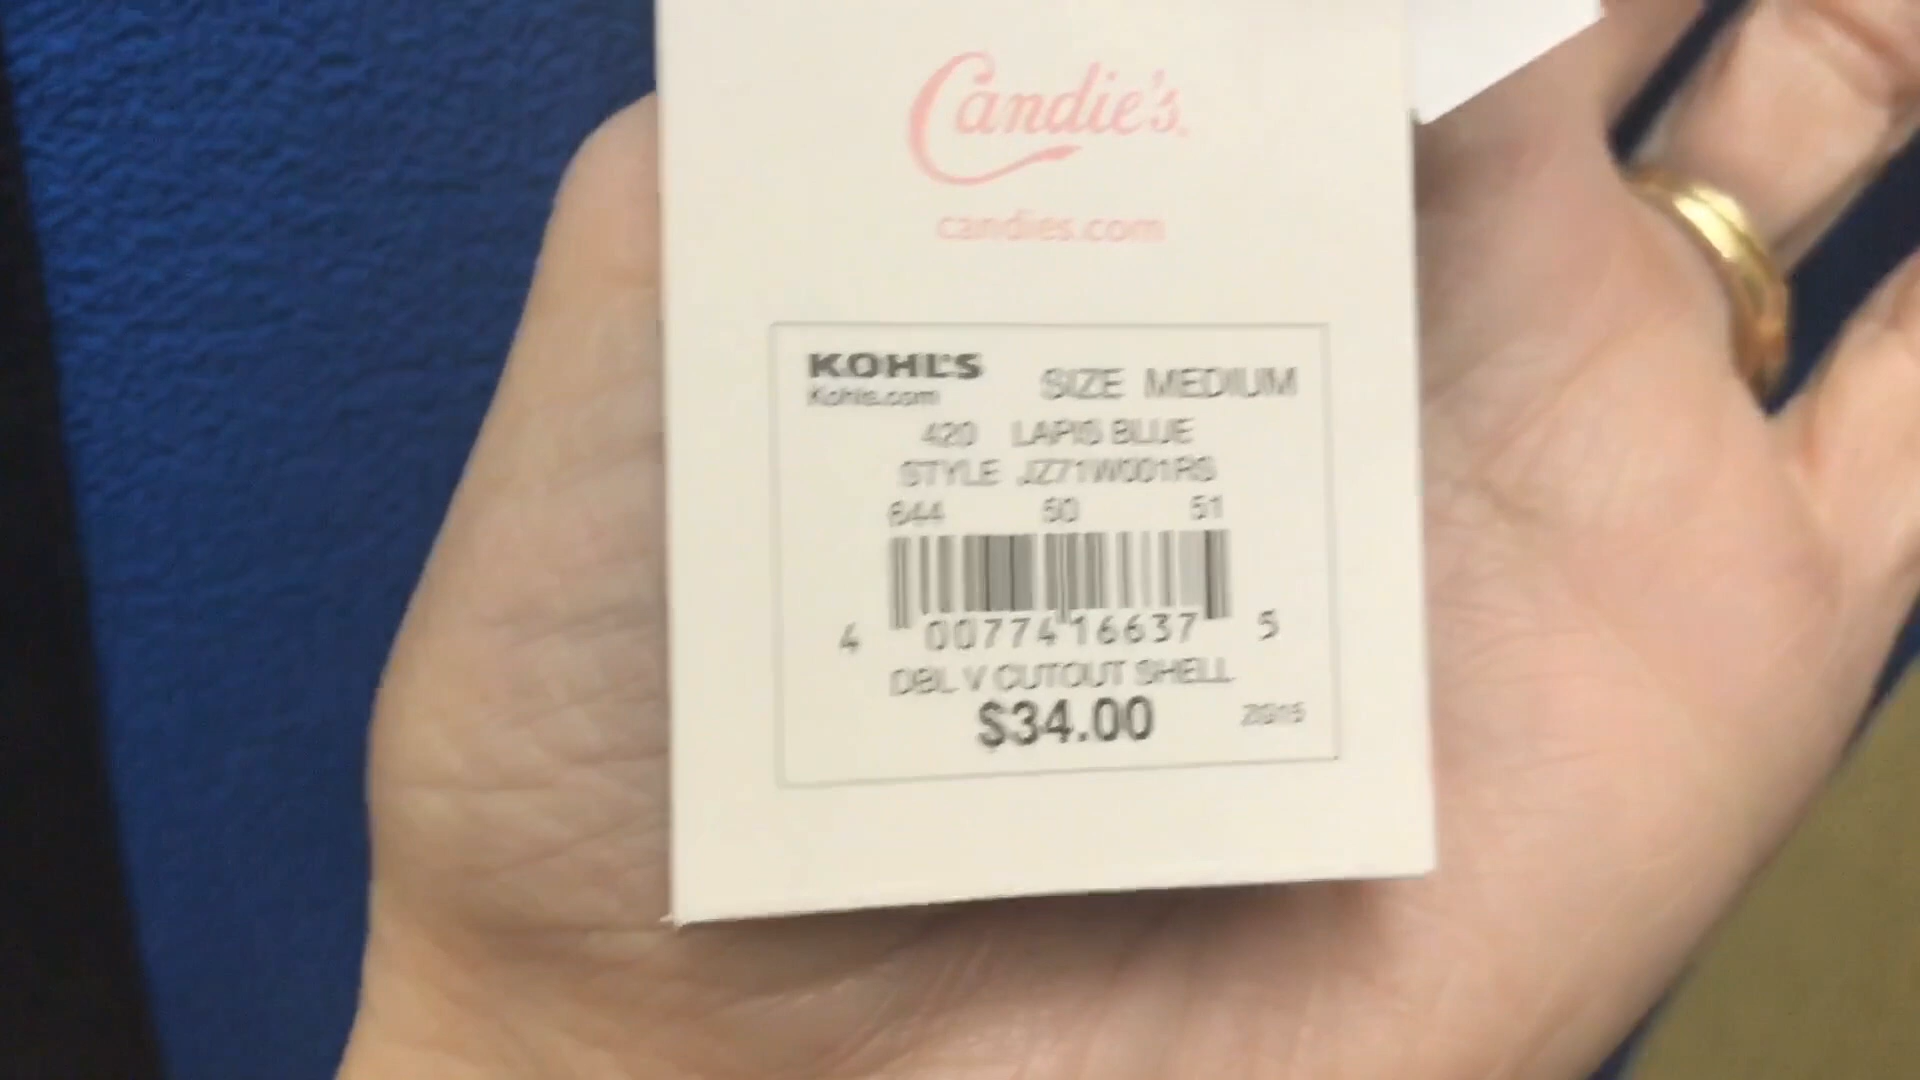 Candie's.
candies.com
KOHL'S
Kohls.com
SIZE MEDIUM
420 LAPIS BLUE
STYLE JZ71W001RS
644 50 51
4 00774 16637 5
DBL V CUTOUT SHELL
$34.00